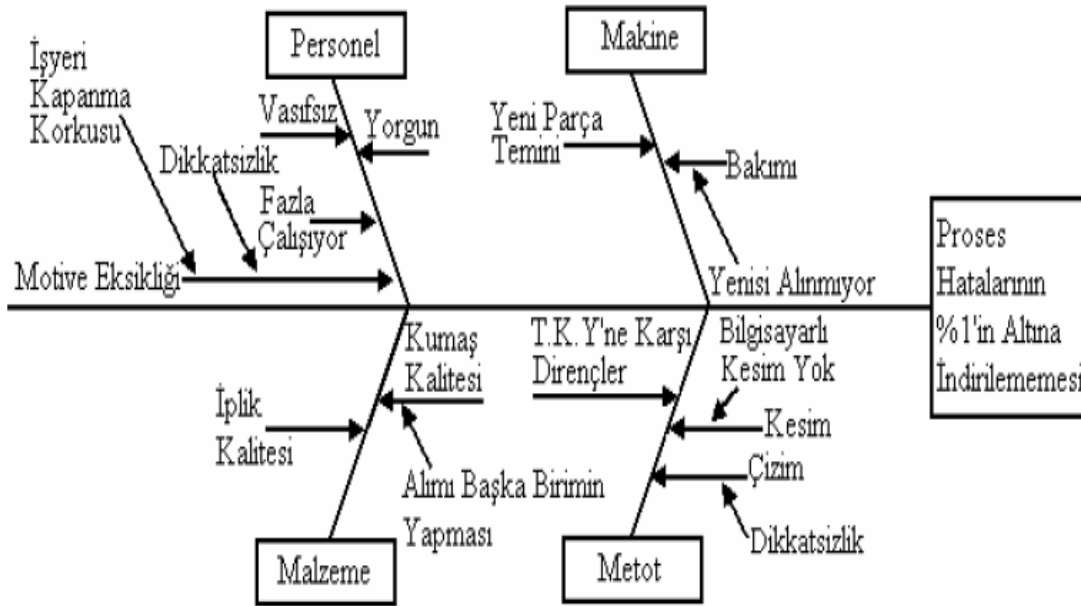 Personel
Makine
İşyeri
Kapanma
Korkusu
Vasıfsız
Yorgun
Dikkatsizlik
Fazla
Çalışıyor
Motive Eksikliği
Yeni Parça
Temini
Bakımı
Yenisi Alınmıyor
Proses
Hatalarının
%1'in Altına
İndirilememesi
Kumaş
Kalitesi
İplik
Kalitesi
Alımı Başka Birimin
Yapması
T.K.Y'ne Karşı
Dirençler
Bilgisayarlı
Kesim Yok
Kesim
Çizim
Dikkatsizlik
Malzeme
Metot